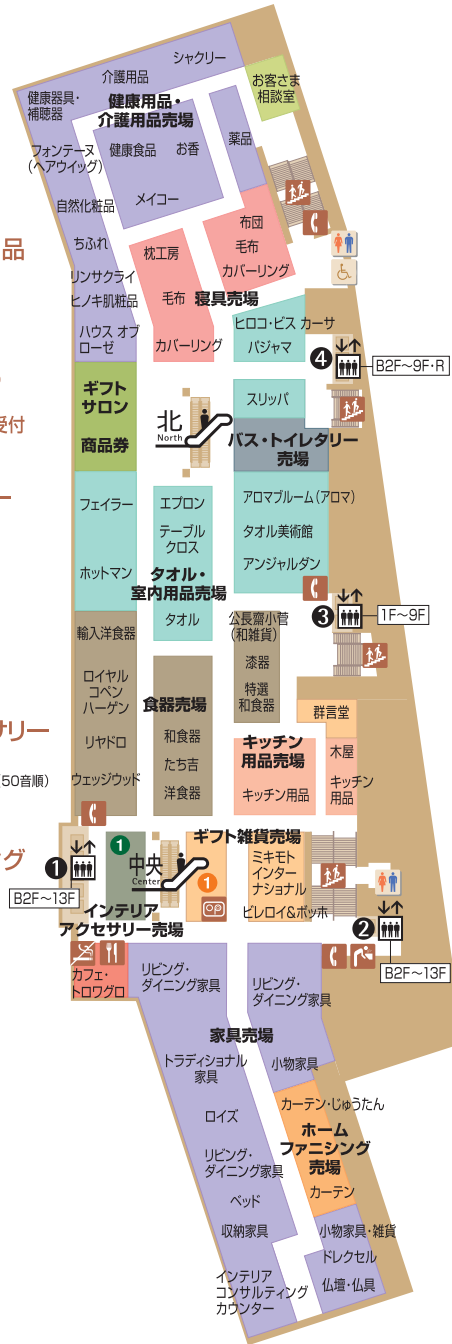 シャクリー
介護用品
お客さま
相談室
健康器具・
補聴器
健康用品・
介護用品売場
薬品
フォンテーヌ
(ヘアウイッグ)
健康食品
お香
メイコー
自然化粧品
布団
毛布
カバーリング
ちふれ
枕工房
品
リンサクライ
ヒノキ肌粧品
毛布
寝具売場
ハウス オブ
ローゼ
カバーリング
ヒロコ・ビス カーサ
パジャマ
4
B2F〜9F・R
ギフト
サロン
商品券
スリッパ
受付
北
North
バス・トイレタリー
売場
フェイラー
エプロン
アロマブルーム(アロマ)
テーブル
クロス
タオル美術館
ホットマン
アンジャルダン
タオル・
室内用品売場
タオル
3
1F〜9F
輸入洋食器
公長齋小菅
(和雑貨)
漆器
ロイヤル
コペン
ハーゲン
特選
和食器
食器売場
群言堂
サリー
リヤドロ
和食器
キッチン
用品売場
木屋
たち吉
(50音順)
ウェッジウッド
洋食器
キッチン用品
キッチン
用品
ギフト雑貨売場
1
1
中央
Center
1
ミキモト
インター
ナショナル
グ
B2F〜13F
ビレロイ&ボッホ
インテリア
アクセサリー売場
2
B2F〜13F
カフェ・
トロワグロ
リビング・
ダイニング家具
リビング・
ダイニング家具
家具売場
トラディショナル
家具
小物家具
カーテン・じゅうたん
ロイズ
ホーム
ファニシング
売場
リビング・
ダイニング家具
カーテン
ベッド
収納家具
小物家具・雑貨
ドレクセル
インテリア
コンサルティング
カウンター
仏壇・仏具